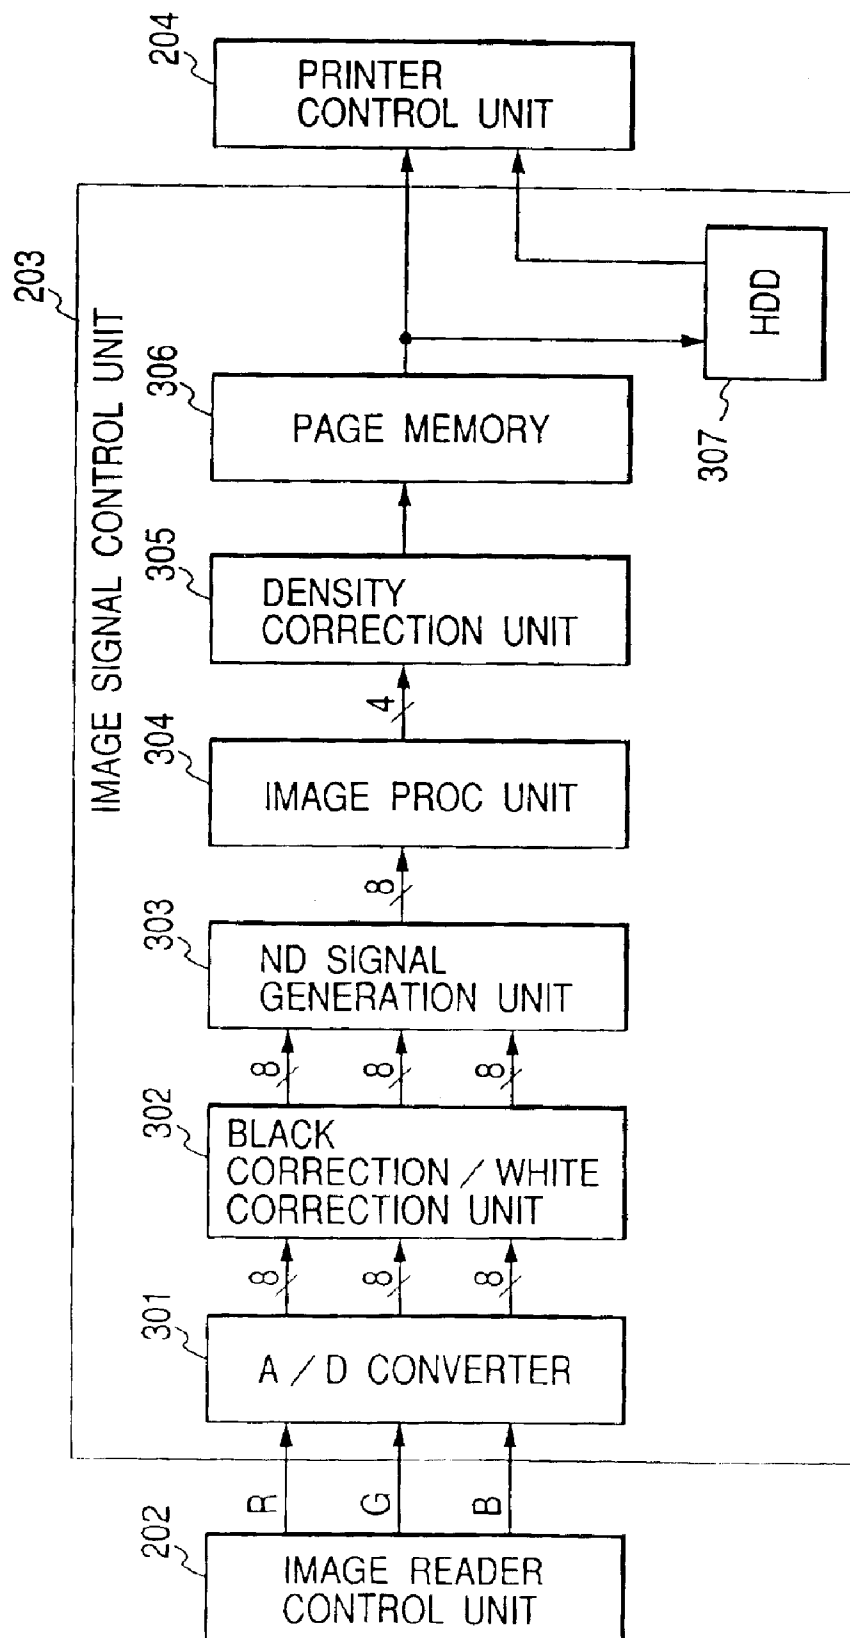 204
PRINTER
CONTROL UNIT
203
IMAGE SIGNAL CONTROL UNIT
HDD
307
306
PAGE MEMORY
305
DENSITY
CORRECTION UNIT
4
304
IMAGE PROC UNIT
8
303
ND SIGNAL
GENERATION UNIT
8
8
8
302
BLACK
CORRECTION / WHITE
CORRECTION UNIT
8
8
8
301
A / D CONVERTER
R
G
B
202
IMAGE READER
CONTROL UNIT